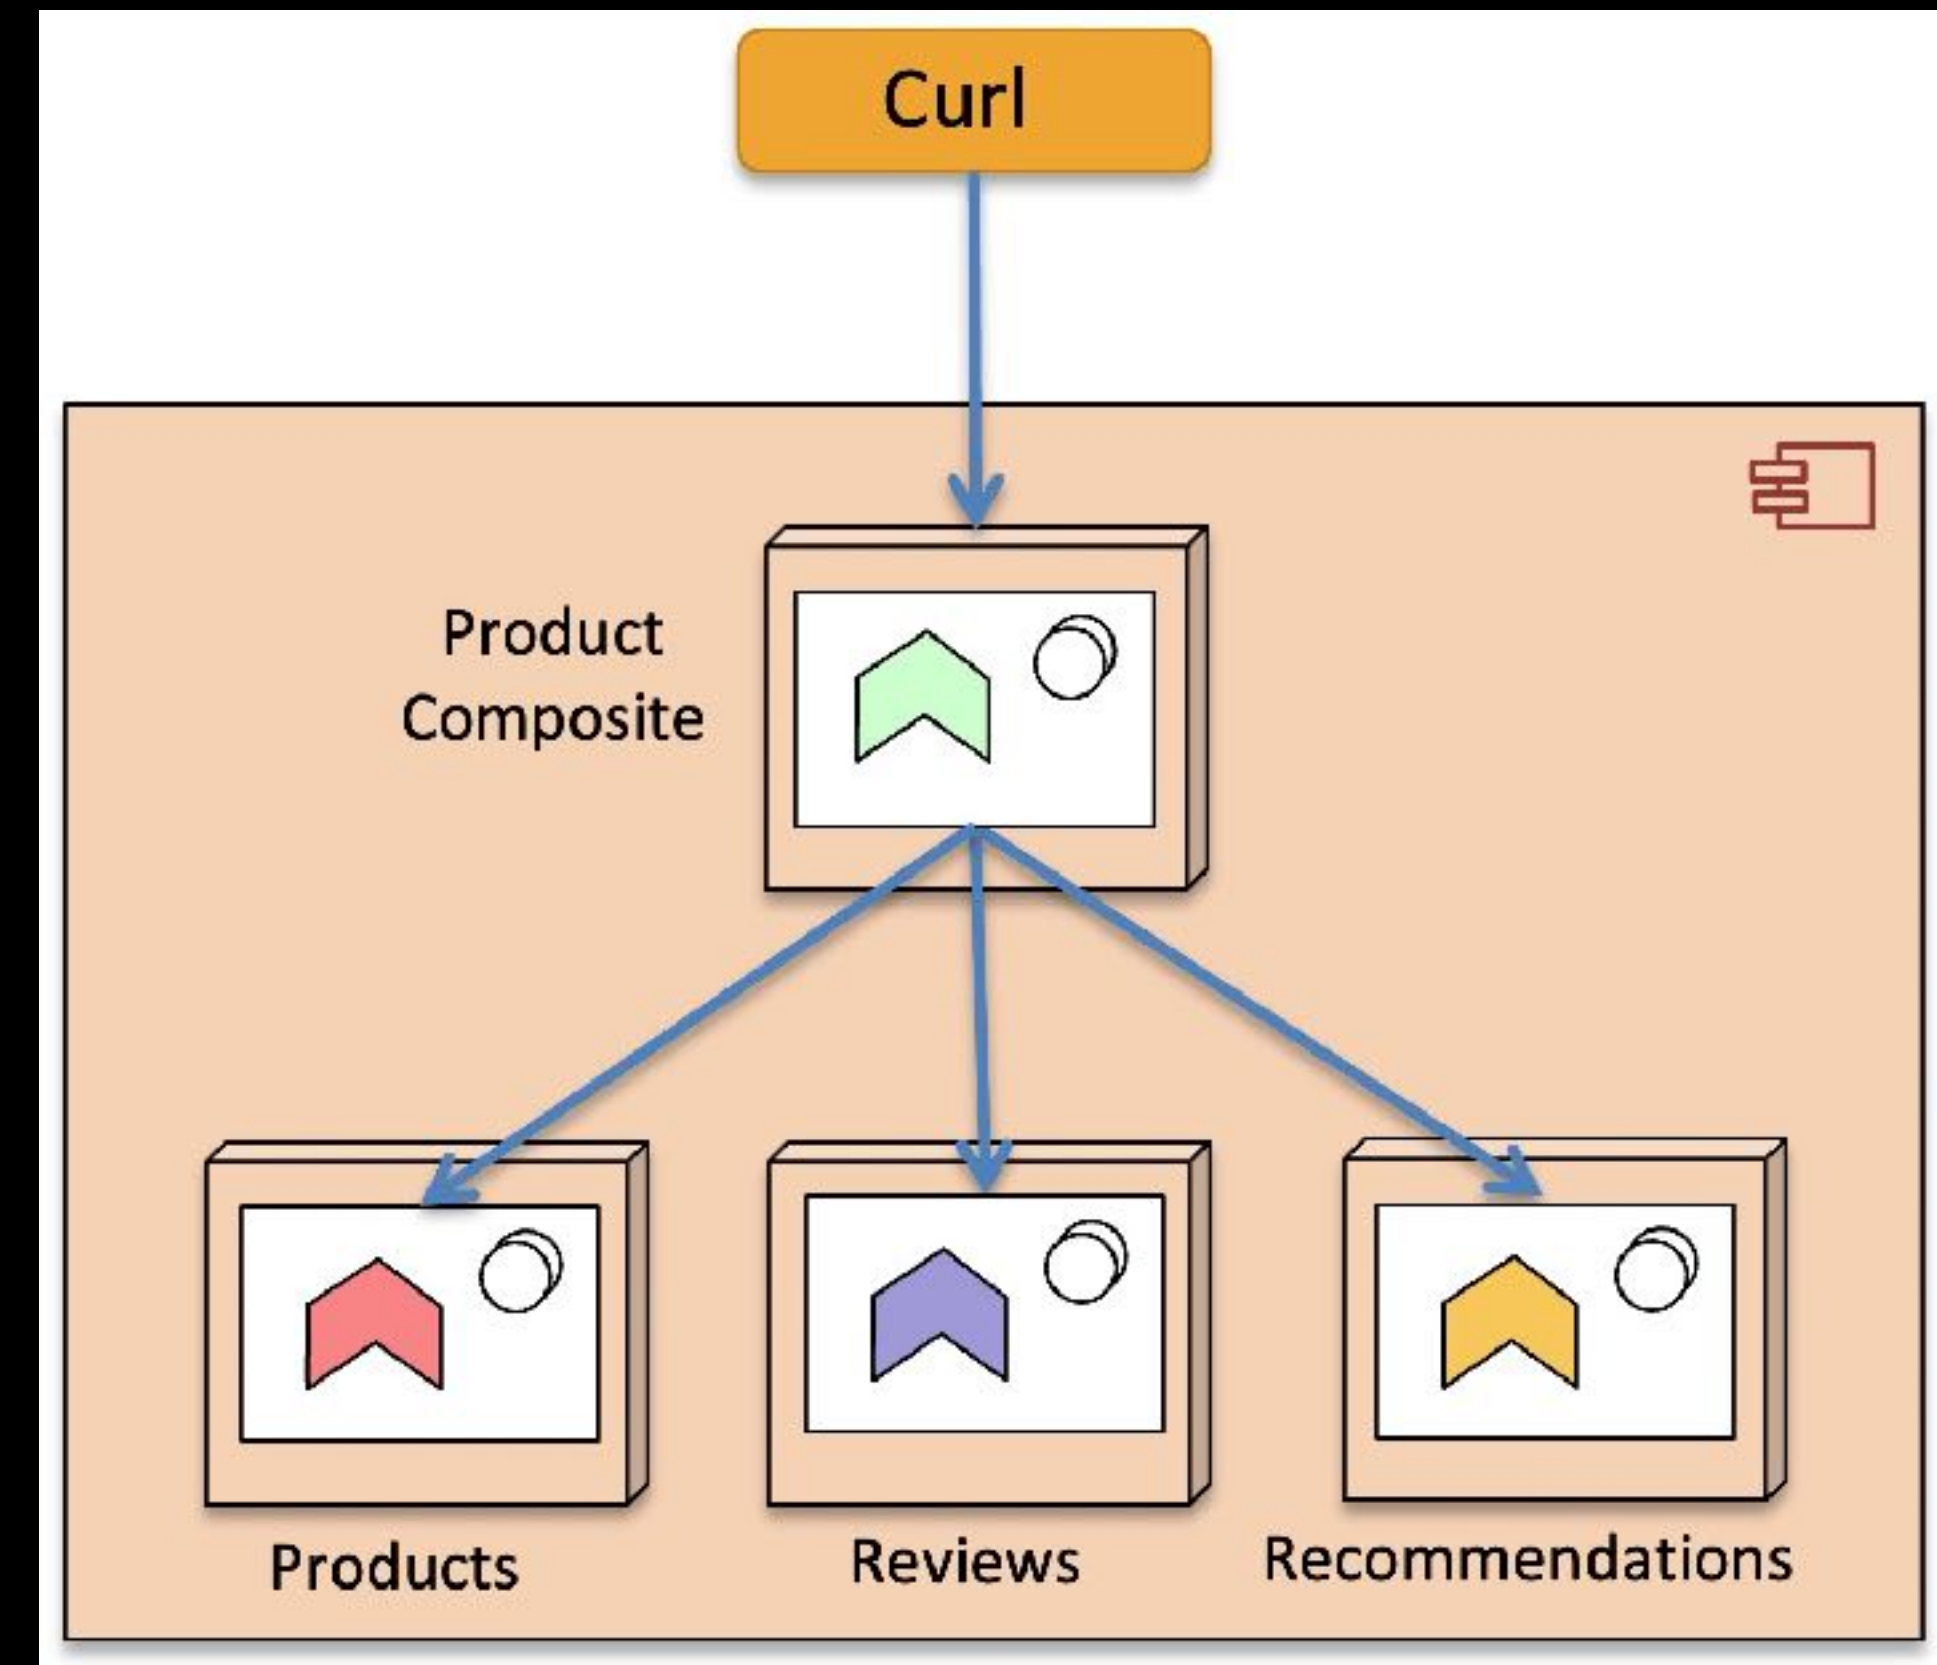 Curl
Product
Composite
Products
Reviews
Recommendations